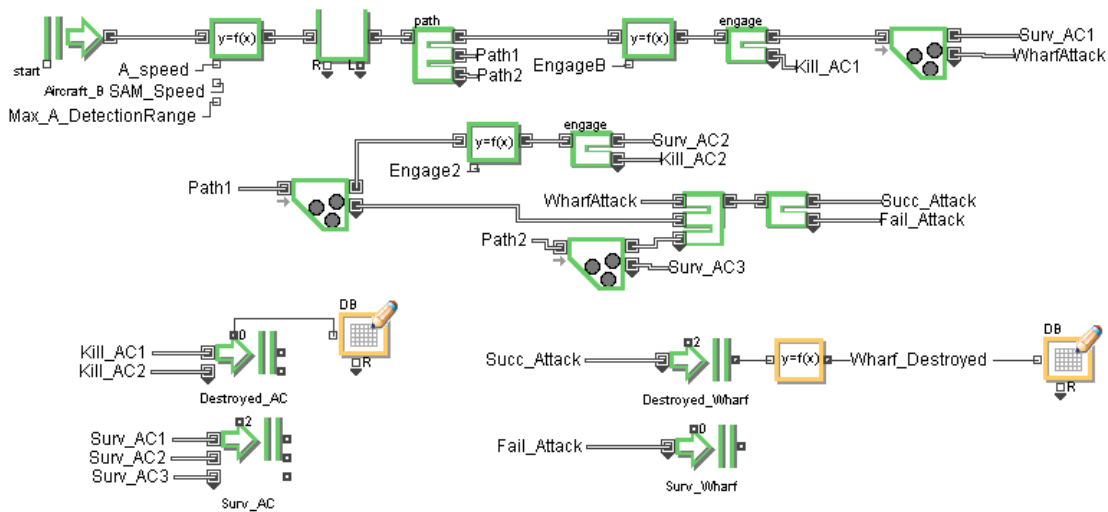 path
engage
y=f(x)
y=f(x)
Surv_AC1
Path1
WharfAttack
start
A_speed
R
L
Path2
EngageB
Kill_AC1
Aircraft_B
SAM_Speed
Max_A_DetectionRange
engage
y=f(x)
Surv_AC2
Kill_AC2
Engage2
Path1
WharfAttack
Succ_Attack
Fail_Attack
Path2
Surv_AC3
DB
0
Kill_AC1
Kill_AC2
R
Destroyed_AC
DB
2
Succ_Attack
y=f(x)
Wharf_Destroyed
R
Destroyed_Wharf
2
Surv_AC1
Surv_AC2
Surv_AC3
Surv_AC
0
Fail_Attack
Surv_Wharf